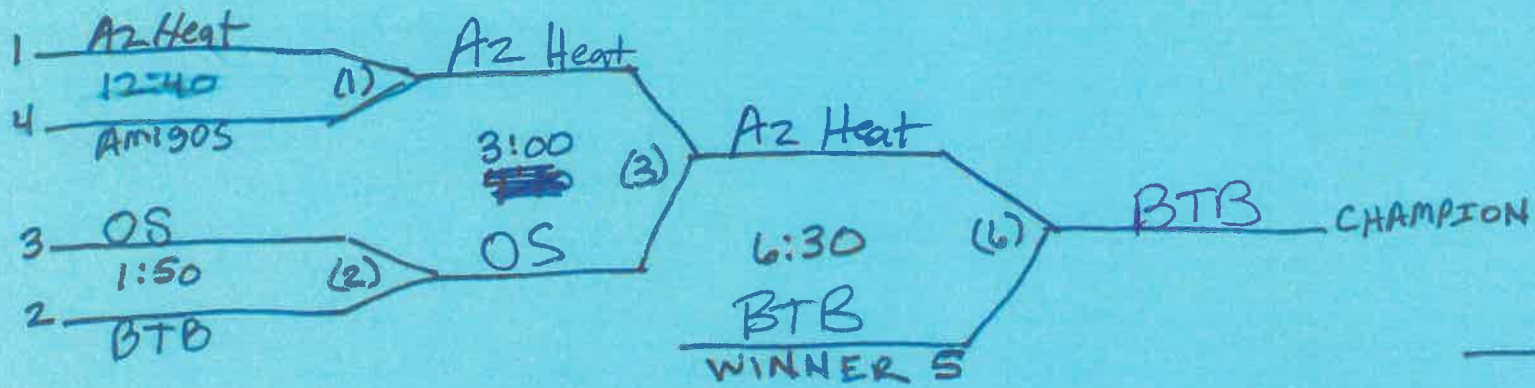 1 Az Heat
12:40 (1)
4 Amigos
Az Heat
3:00 (3)
3 OS
1:50 (2)
2 BTB
OS
Az Heat
6:30 (6)
BTB
WINNER 5
BTB CHAMPION